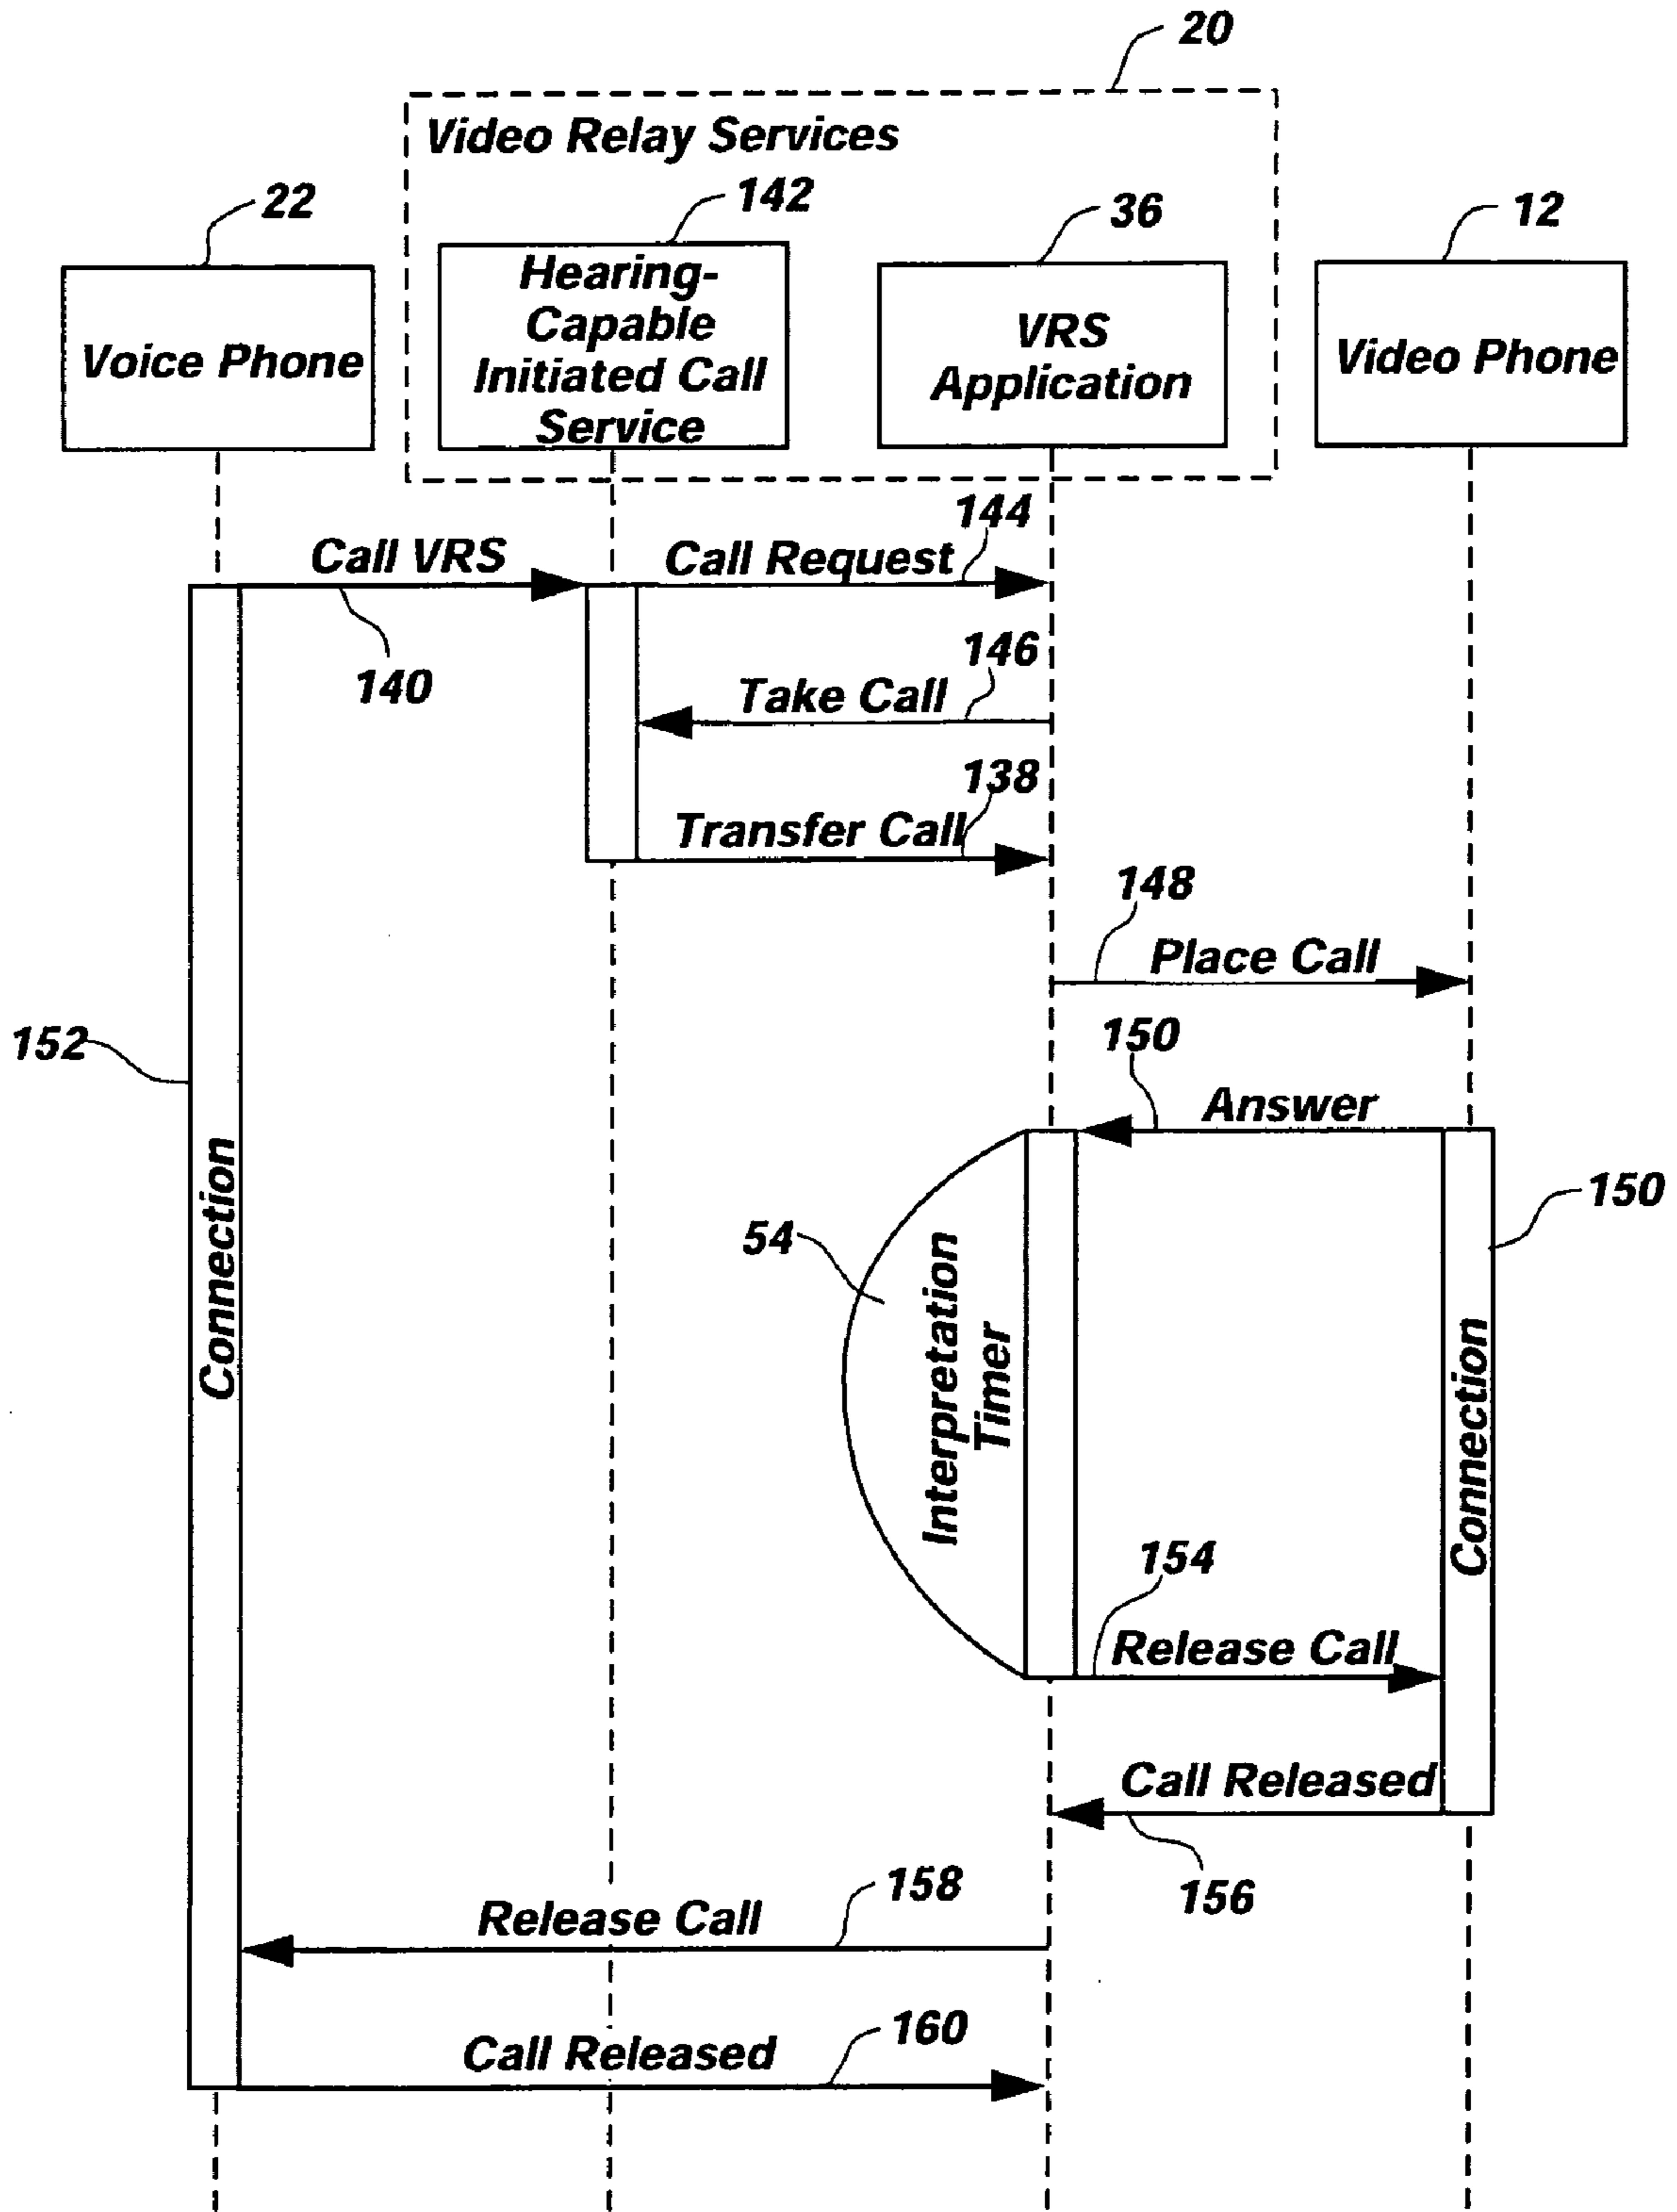 20
Video Relay Services
22
142
36
12
Voice Phone
Hearing-
Capable
Initiated Call
Service
VRS
Application
Video Phone
144
Call VRS
Call Request
140
146
Take Call
138
Transfer Call
148
Place Call
152
150
Answer
150
54
Connection
Interpretation
Timer
Connection
154
Release Call
Call Released
156
158
Release Call
160
Call Released